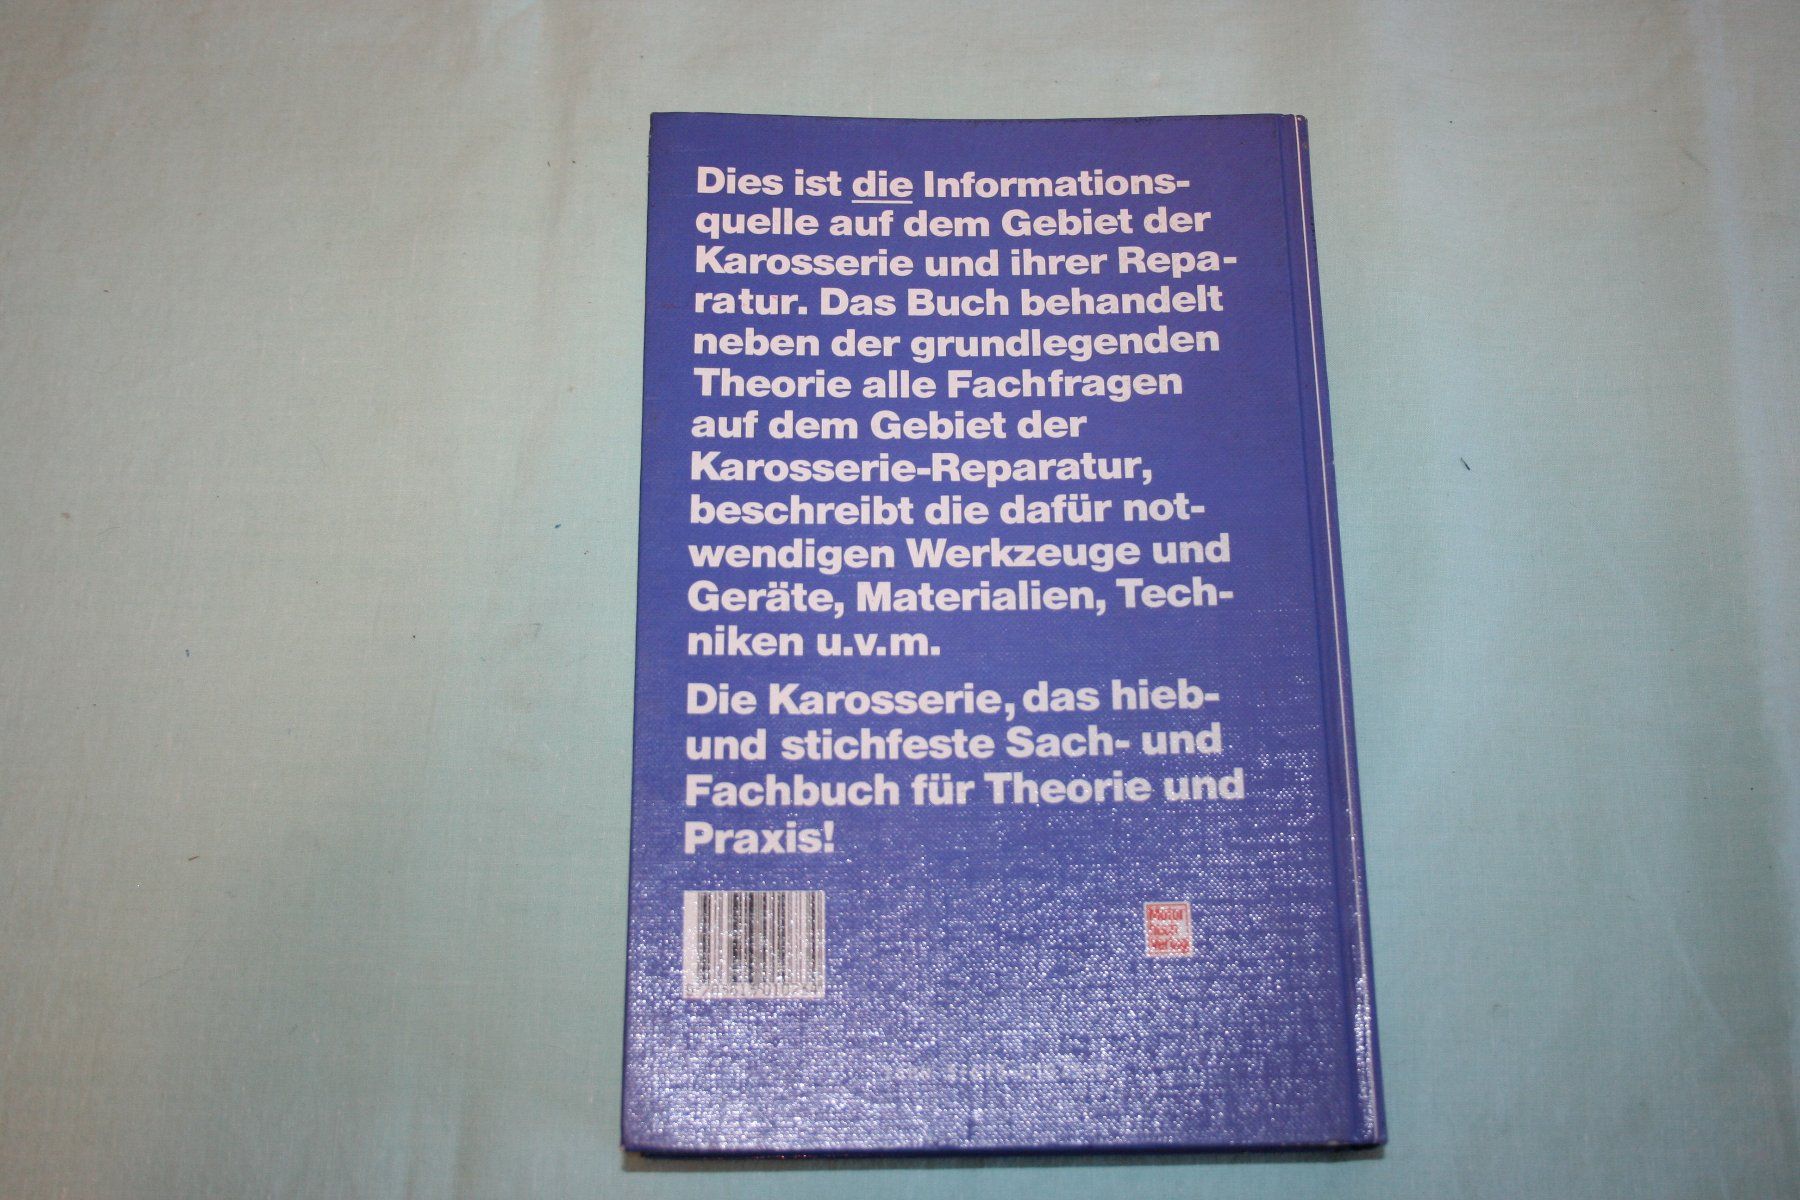 Dies ist die Informations-
quelle auf dem Gebiet der
Karosserie und ihrer Repa-
ratur. Das Buch behandelt
neben der grundlegenden
Theorie alle Fachfragen
auf dem Gebiet der
Karosserie-Reparatur,
beschreibt die dafür not-
wendigen Werkzeuge und
Geräte, Materialien, Tech-
niken u.v.m.
Die Karosserie, das hieb-
und stichfeste Sach- und
Fachbuch für Theorie und
Praxis!
Motor
buch
Verlag